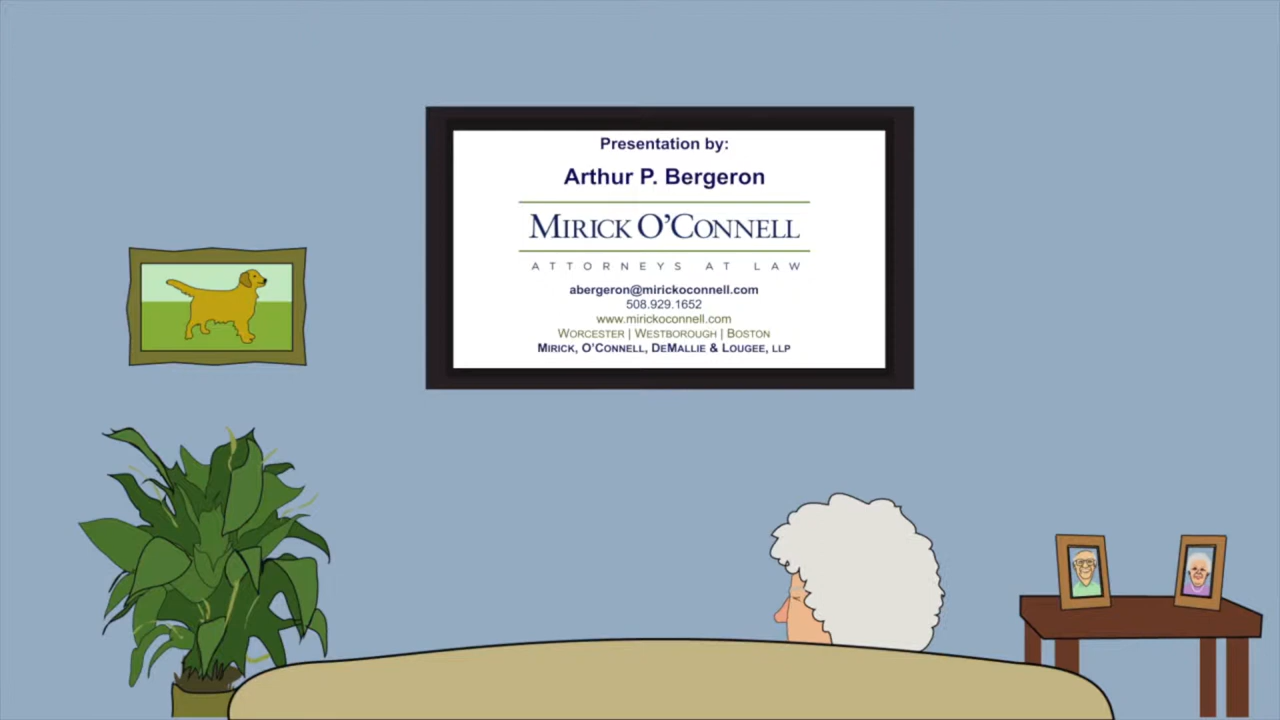 Presentation by:
Arthur P. Bergeron
MIRICK O'CONNELL
ATTORNEYS AT LAW
abergeron@mirickoconnell.com
508.929.1652
www.mirickoconnell.com
WORCESTER | WESTBOROUGH | BOSTON
MIRICK, O'CONNELL, DEMALLIE & LOUGEE, LLP